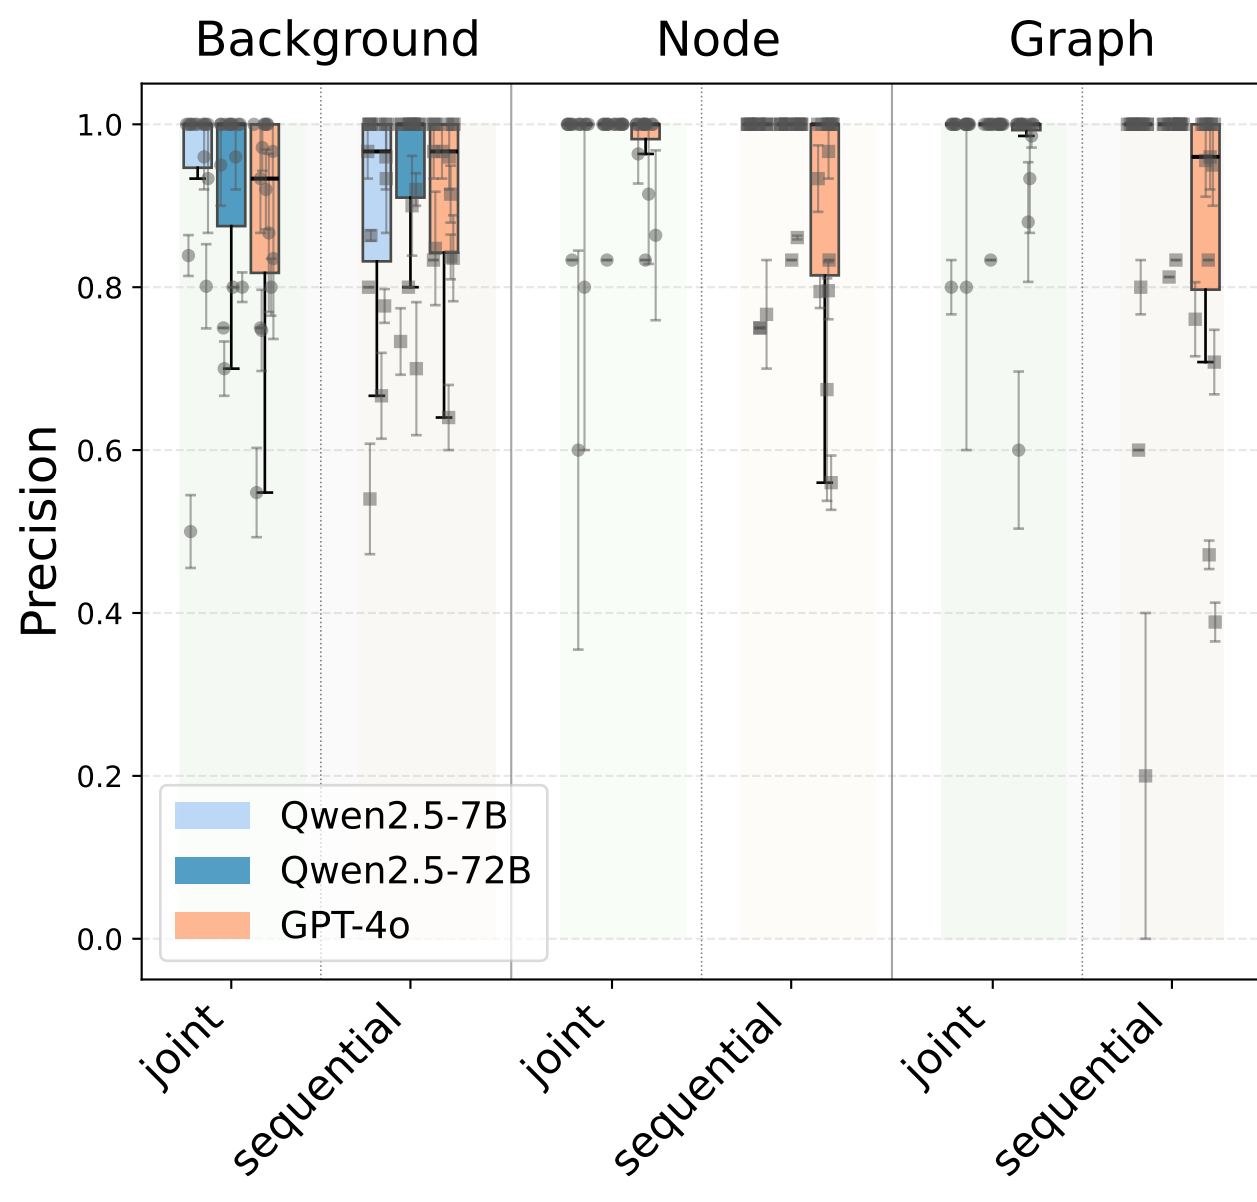 Background Node Graph
Precision
1.0
0.8
0.6
0.4
0.2
0.0
Qwen2.5-7B
Qwen2.5-72B
GPT-4o
joint sequential joint sequential joint sequential